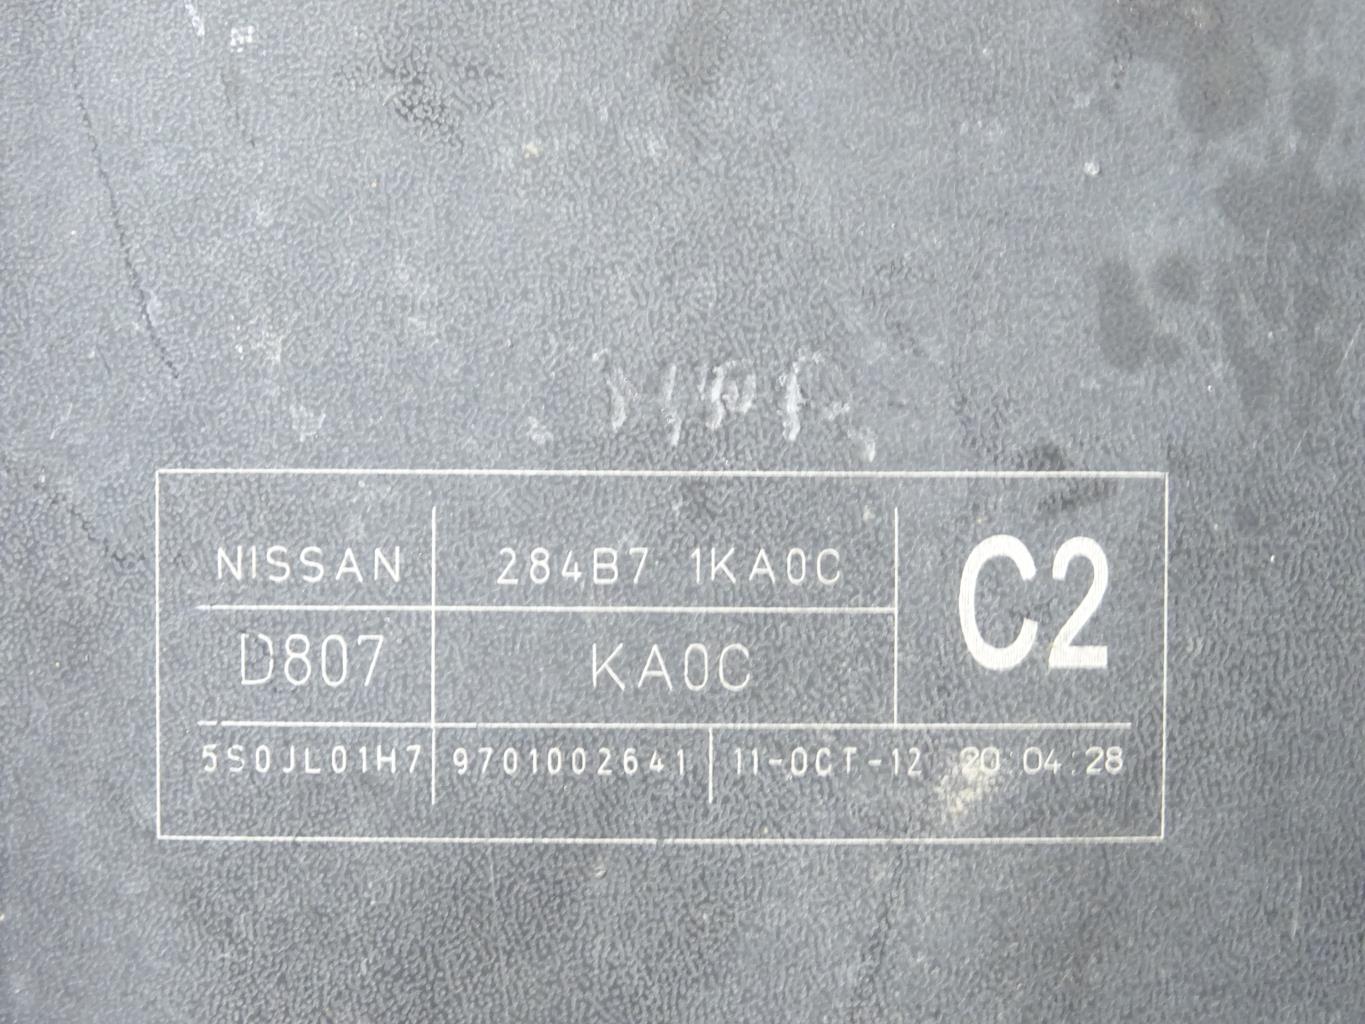 NISSAN 284B7 1KA0C C2
D807 KA0C
5S0JL01H7 9701002641 11-OCT-12 20:04:28